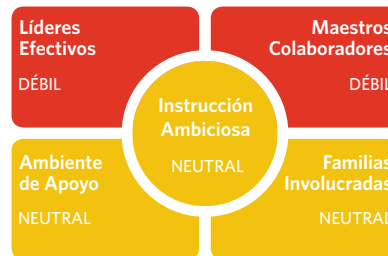 Líderes
Efectivos
DÉBIL
Maestros
Colaboradores
DÉBIL
Instrucción
Ambiciosa
NEUTRAL
Ambiente
de Apoyo
NEUTRAL
Familias
Involucradas
NEUTRAL